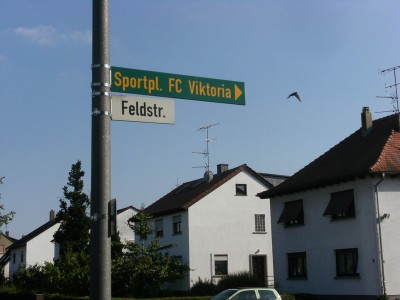 Sportpl. FC Viktoria
Feldstr.